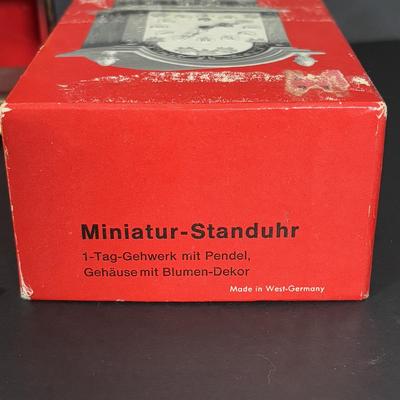 Miniatur-Standuhr
1-Tag-Gehwerk mit Pendel,
Gehäuse mit Blumen-Dekor
Made in West-Germany